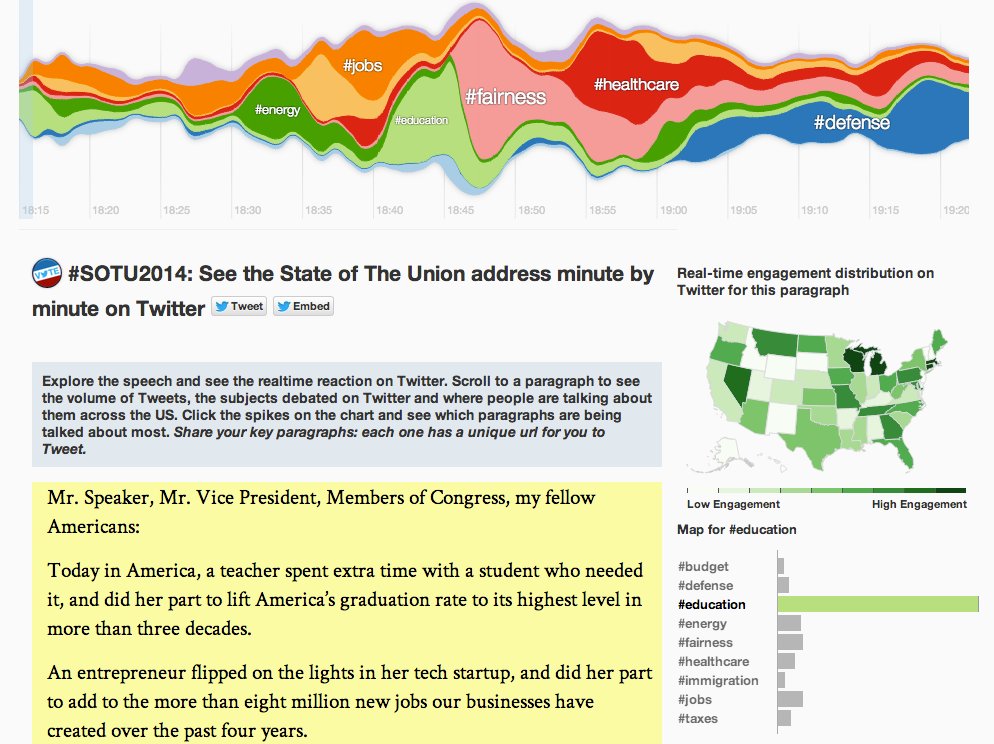 #jobs
#energy
#education
#fairness
#healthcare
#defense
18:15 18:20 18:25 18:30 18:35 18:40 18:45 18:50 18:55 19:00 19:05 19:10 19:15 19:20
VOTE
#SOTU2014: See the State of The Union address minute by
minute on Twitter
Tweet
Embed
Explore the speech and see the realtime reaction on Twitter. Scroll to a paragraph to see
the volume of Tweets, the subjects debated on Twitter and where people are talking about
them across the US. Click the spikes on the chart and see which paragraphs are being
talked about most. Share your key paragraphs: each one has a unique url for you to
Tweet.
Mr. Speaker, Mr. Vice President, Members of Congress, my fellow
Americans:
Today in America, a teacher spent extra time with a student who needed
it, and did her part to lift America’s graduation rate to its highest level in
more than three decades.
An entrepreneur flipped on the lights in her tech startup, and did her part
to add to the more than eight million new jobs our businesses have
created over the past four years.
Real-time engagement distribution on
Twitter for this paragraph
Low Engagement
High Engagement
Map for #education
#budget
#defense
#education
#energy
#fairness
#healthcare
#immigration
#jobs
#taxes